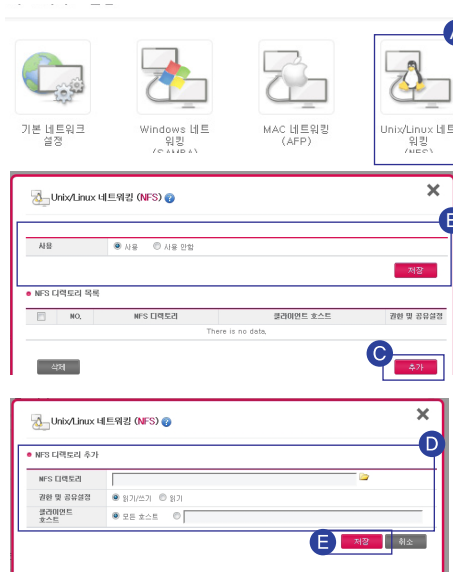 A
기본 네트워크
설정
Windows 네트
워킹
(SAMBA)
MAC 네트워킹
(AFP)
Unix/Linux 네트
워킹
(NFS)
Unix/Linux 네트워킹 (NFS) ?
B
사용
사용
사용 안함
저장
NFS 디렉토리 목록
NO.
NFS 디렉토리
클라이언트 호스트
권한 및 공유설정
There is no data.
삭제
C
추가
Unix/Linux 네트워킹 (NFS) ?
D
NFS 디렉토리 추가
NFS 디렉토리
권한 및 공유설정
읽기/쓰기
읽기
클라이언트
호스트
모든 호스트
E
저장
취소